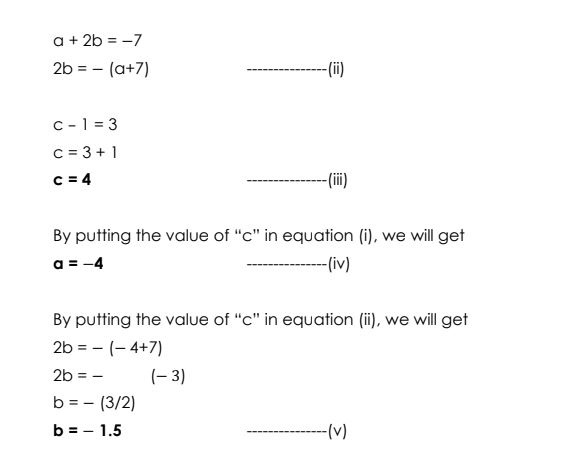 a + 2b = −7
2b = − (a+7) ---------------(ii)
c – 1 = 3
c = 3 + 1
c = 4 ---------------(iii)
By putting the value of “c” in equation (i), we will get
a = −4 ---------------(iv)
By putting the value of “c” in equation (ii), we will get
2b = − (− 4+7)
2b = − (− 3)
b = − (3/2)
b = − 1.5 ---------------(v)